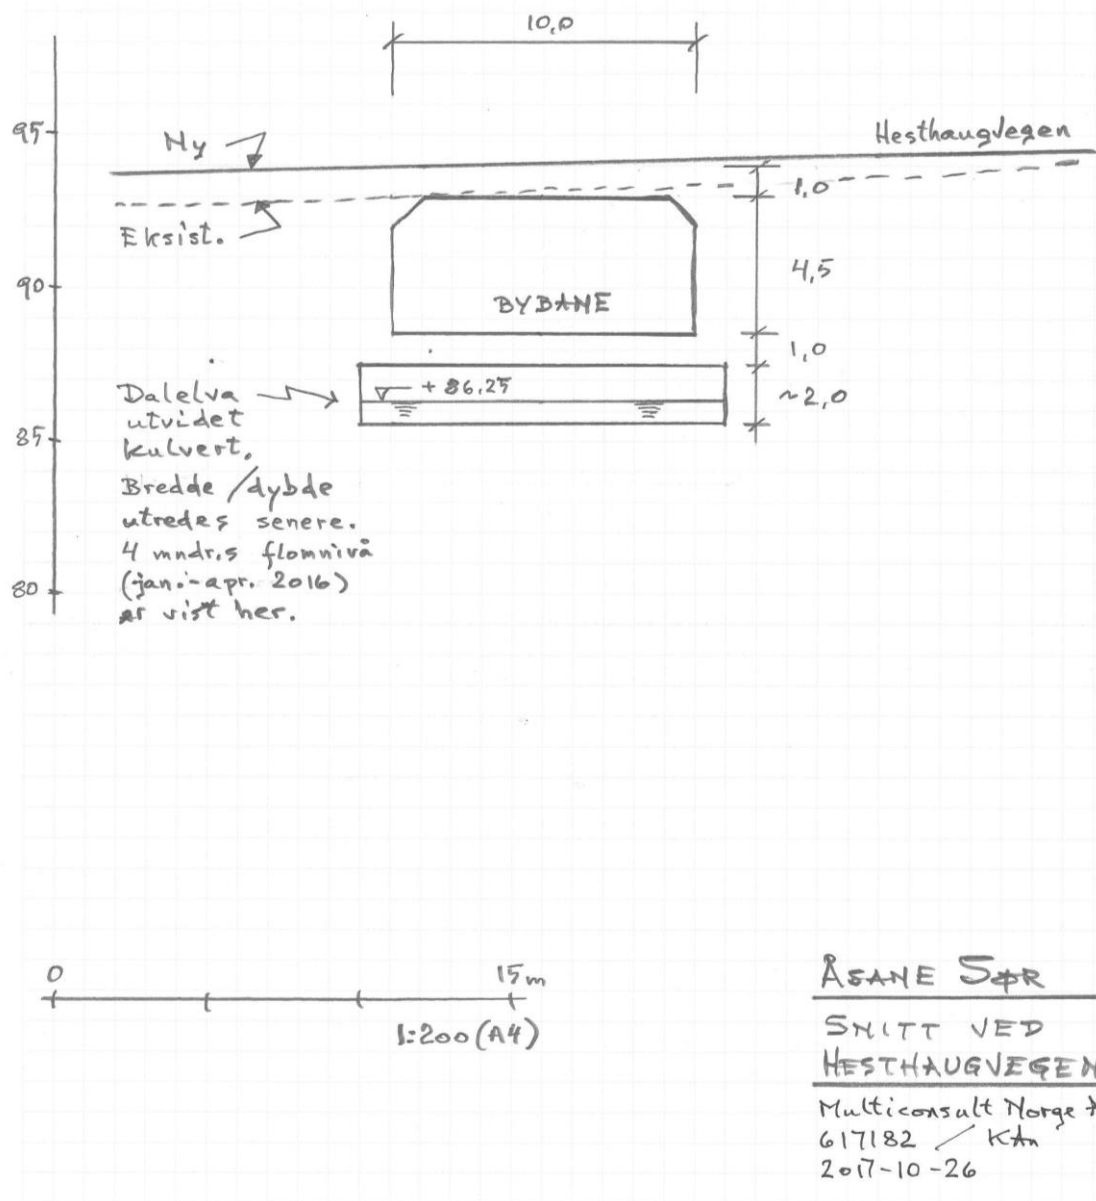 10,0
95
Ny
Hesthaugvegen
1,0
Eksist.
4,5
90
BYBANE
1,0
Dalelva
utvidet
kulvert.
+ 86,25
~2,0
85
Bredde / dybde
utredes senere.
4 mndr,s flomnivå
(jan.-apr. 2016)
er vist her.
80
0
15m
1:200 (A4)
ÅSANE SØR
SNITT VED
HESTHAUGVEGEN
Multiconsult Norge
617182 / KAn
2017-10-26